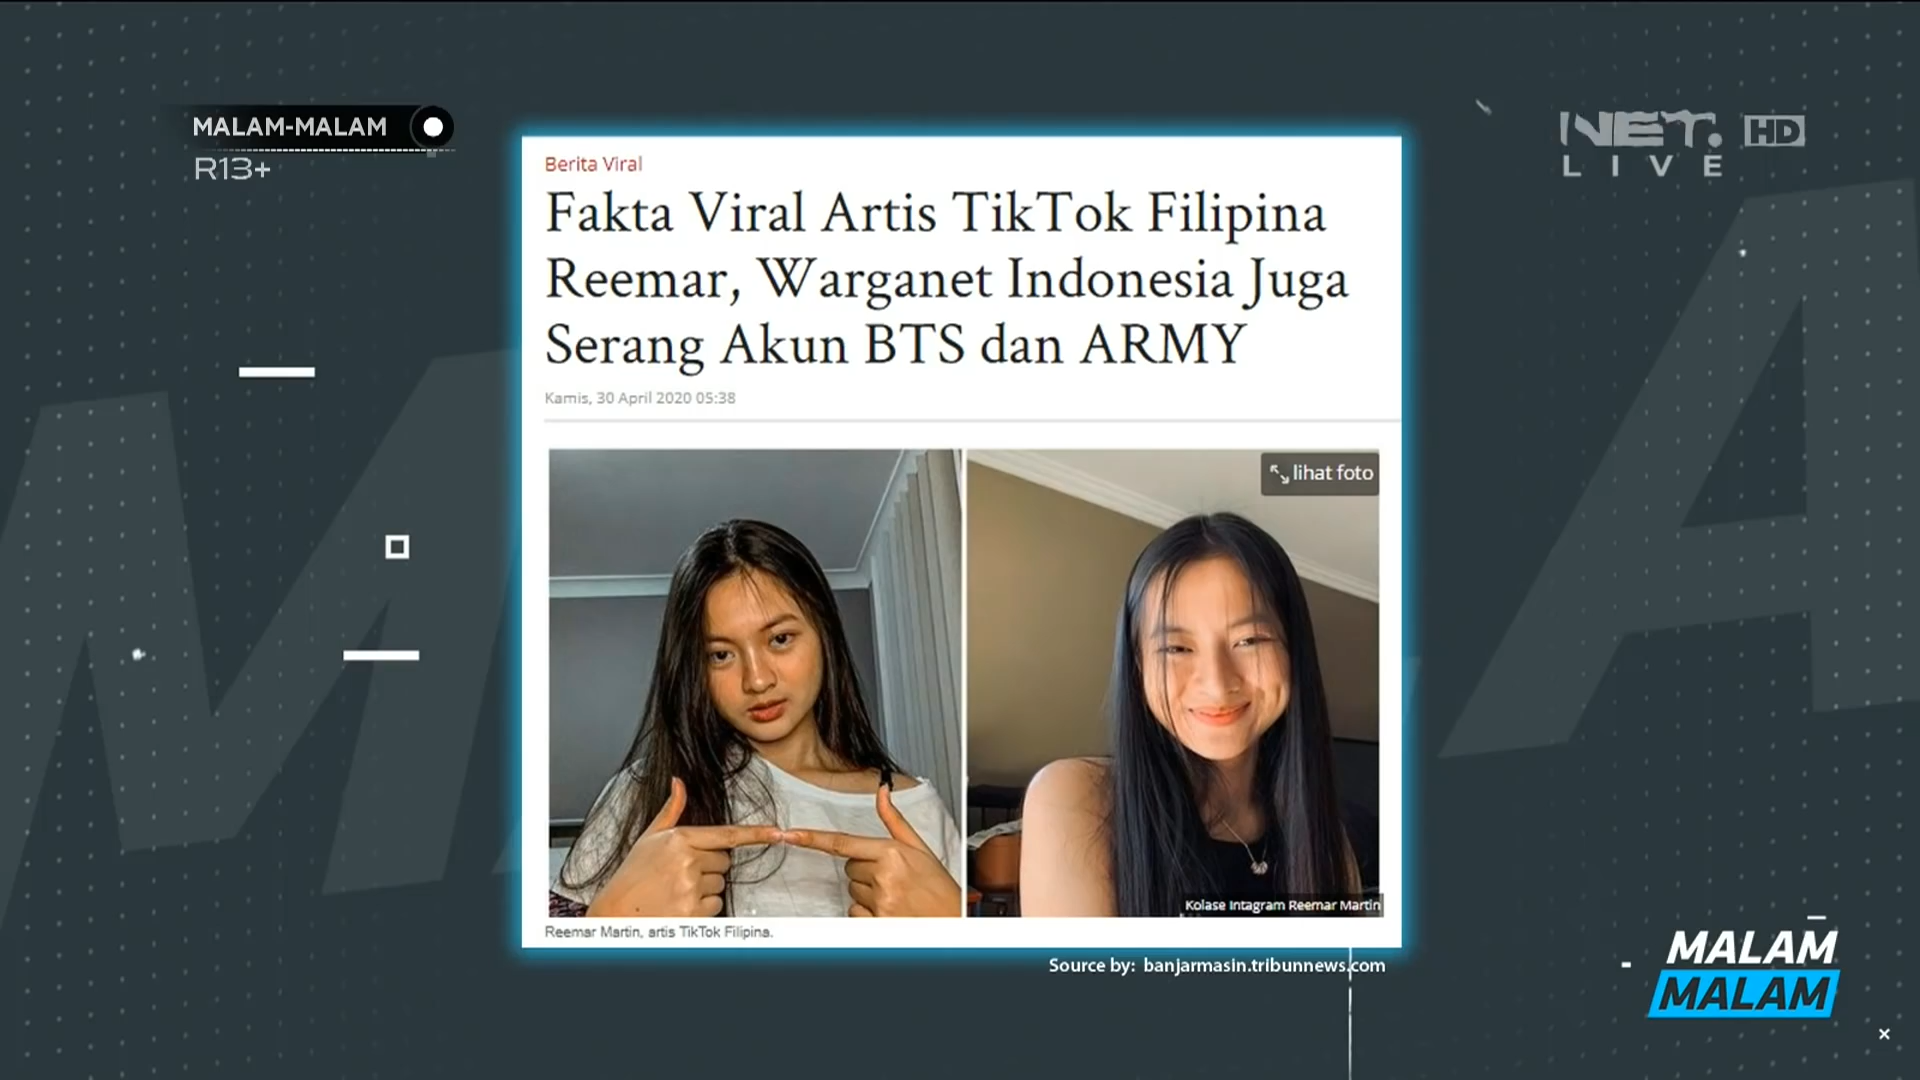 MALAM-MALAM
R13+
NET. HD
LIVE
Berita Viral
Fakta Viral Artis TikTok Filipina
Reemar, Warganet Indonesia Juga
Serang Akun BTS dan ARMY
Kamis, 30 April 2020 05:38
lihat foto
Kolase Intagram Reemar Martin
Reemar Martin, artis TikTok Filipina.
Source by: banjarmasin.tribunnews.com
MALAM
MALAM